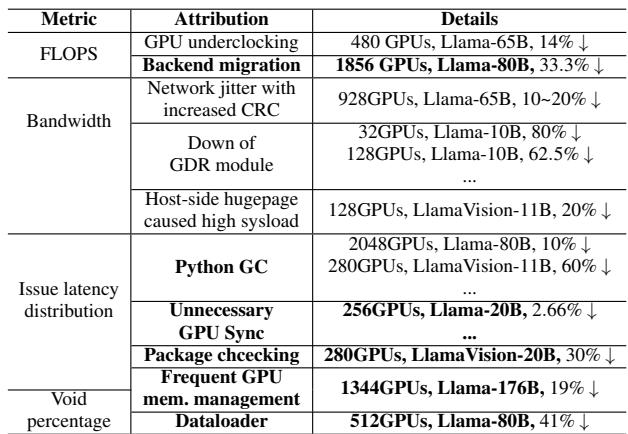 Metric Attribution Details
FLOPS
GPU underclocking 480 GPUs, Llama-65B, 14% ↓
Backend migration 1856 GPUs, Llama-80B, 33.3% ↓
Bandwidth
Network jitter with
increased CRC
928GPUs, Llama-65B, 10~20% ↓
Down of
GDR module
32GPUs, Llama-10B, 80% ↓
128GPUs, Llama-10B, 62.5% ↓
...
Host-side hugepage
caused high sysload
128GPUs, LlamaVision-11B, 20% ↓
Issue latency
distribution
Python GC
2048GPUs, Llama-80B, 10% ↓
280GPUs, LlamaVision-11B, 60% ↓
...
Unnecessary
GPU Sync
256GPUs, Llama-20B, 2.66% ↓
...
Package chcecking 280GPUs, LlamaVision-20B, 30% ↓
Frequent GPU
mem. management
1344GPUs, Llama-176B, 19% ↓
Void
percentage
Dataloader 512GPUs, Llama-80B, 41% ↓